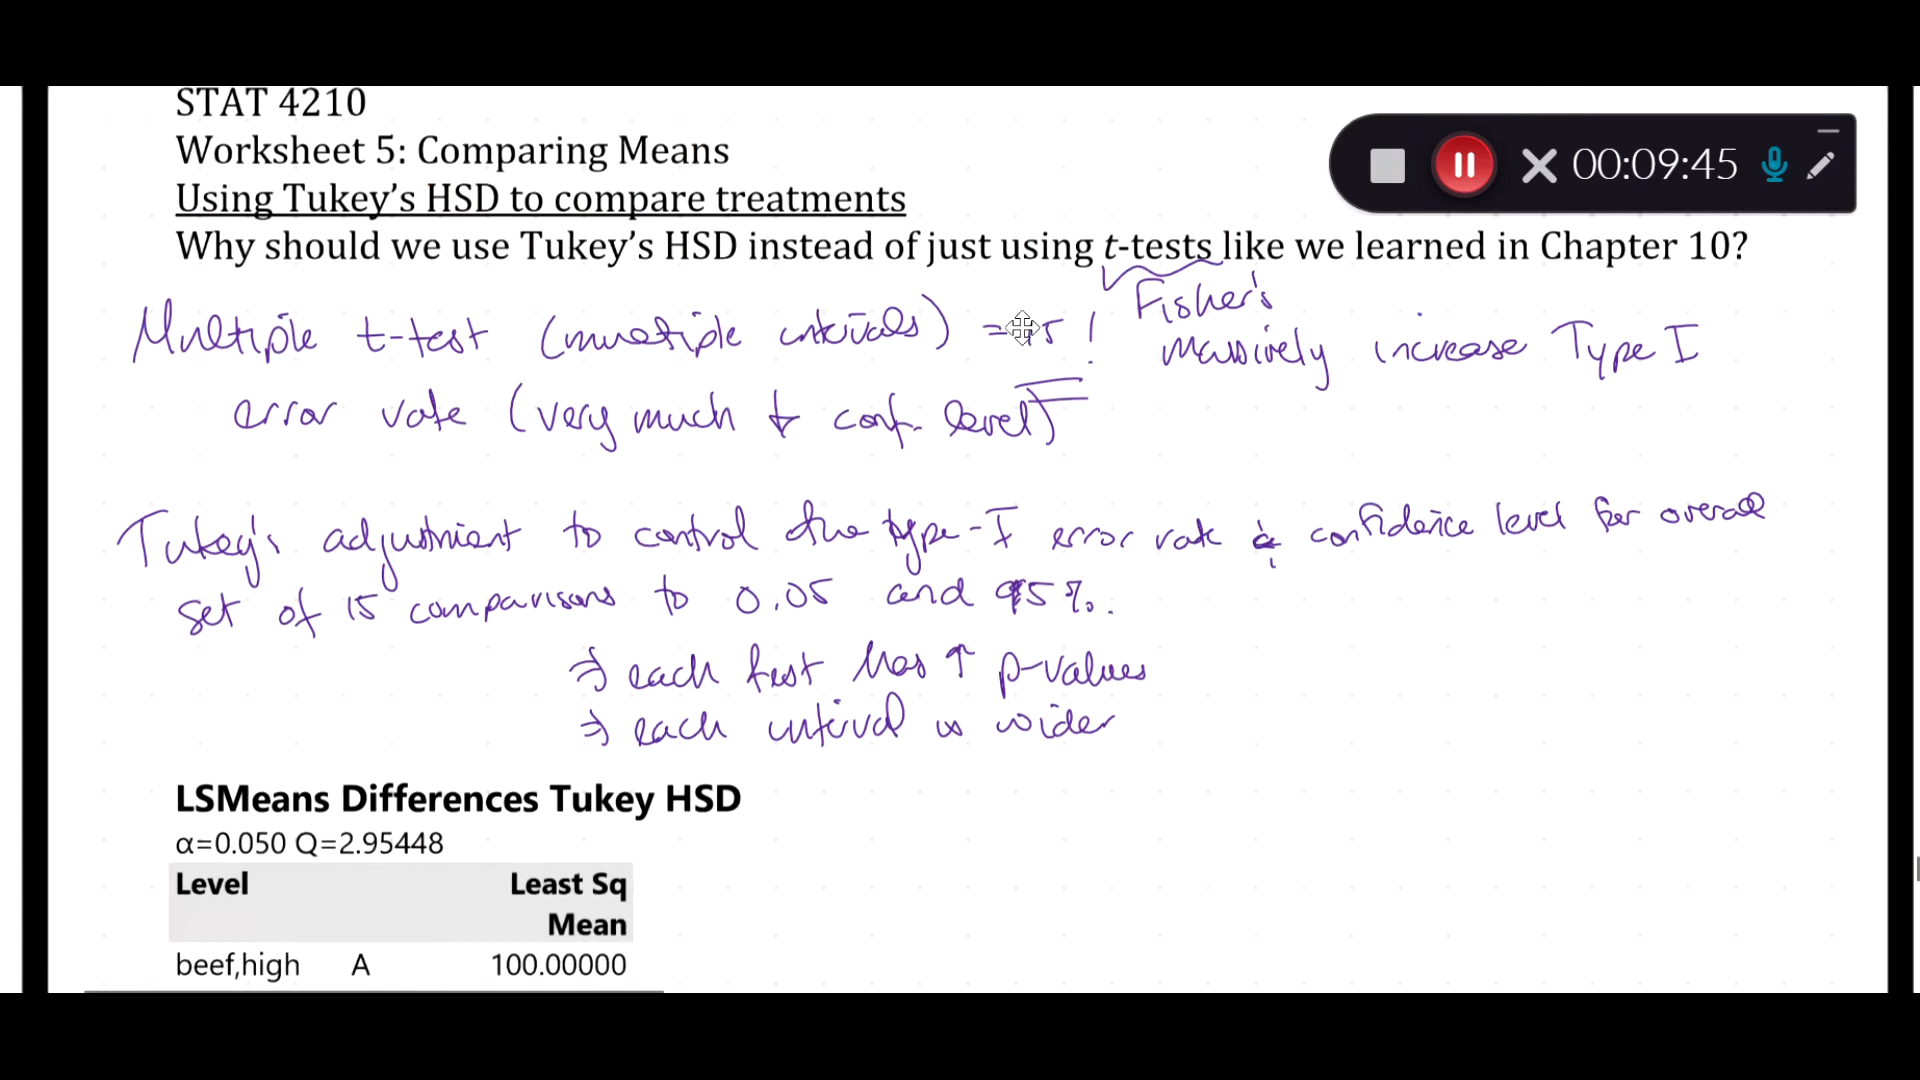 STAT 4210
00:09:45
Worksheet 5: Comparing Means
Using Tukey's HSD to compare treatments
Why should we use Tukey's HSD instead of just using t-tests like we learned in Chapter 10?
Fisher's
Multiple t-test (multiple intervals) = 15! massively increase Type I
error rate (very much ↓ conf. level)
Tukey's adjustment to control the type-I error rate & confidence level for overall
set of 15 comparisons to 0.05 and 95%.
⇒ each test has ↑ p-values
⇒ each interval is wider
LSMeans Differences Tukey HSD
α=0.050 Q=2.95448
Level Least Sq
Mean
beef,high A 100.00000